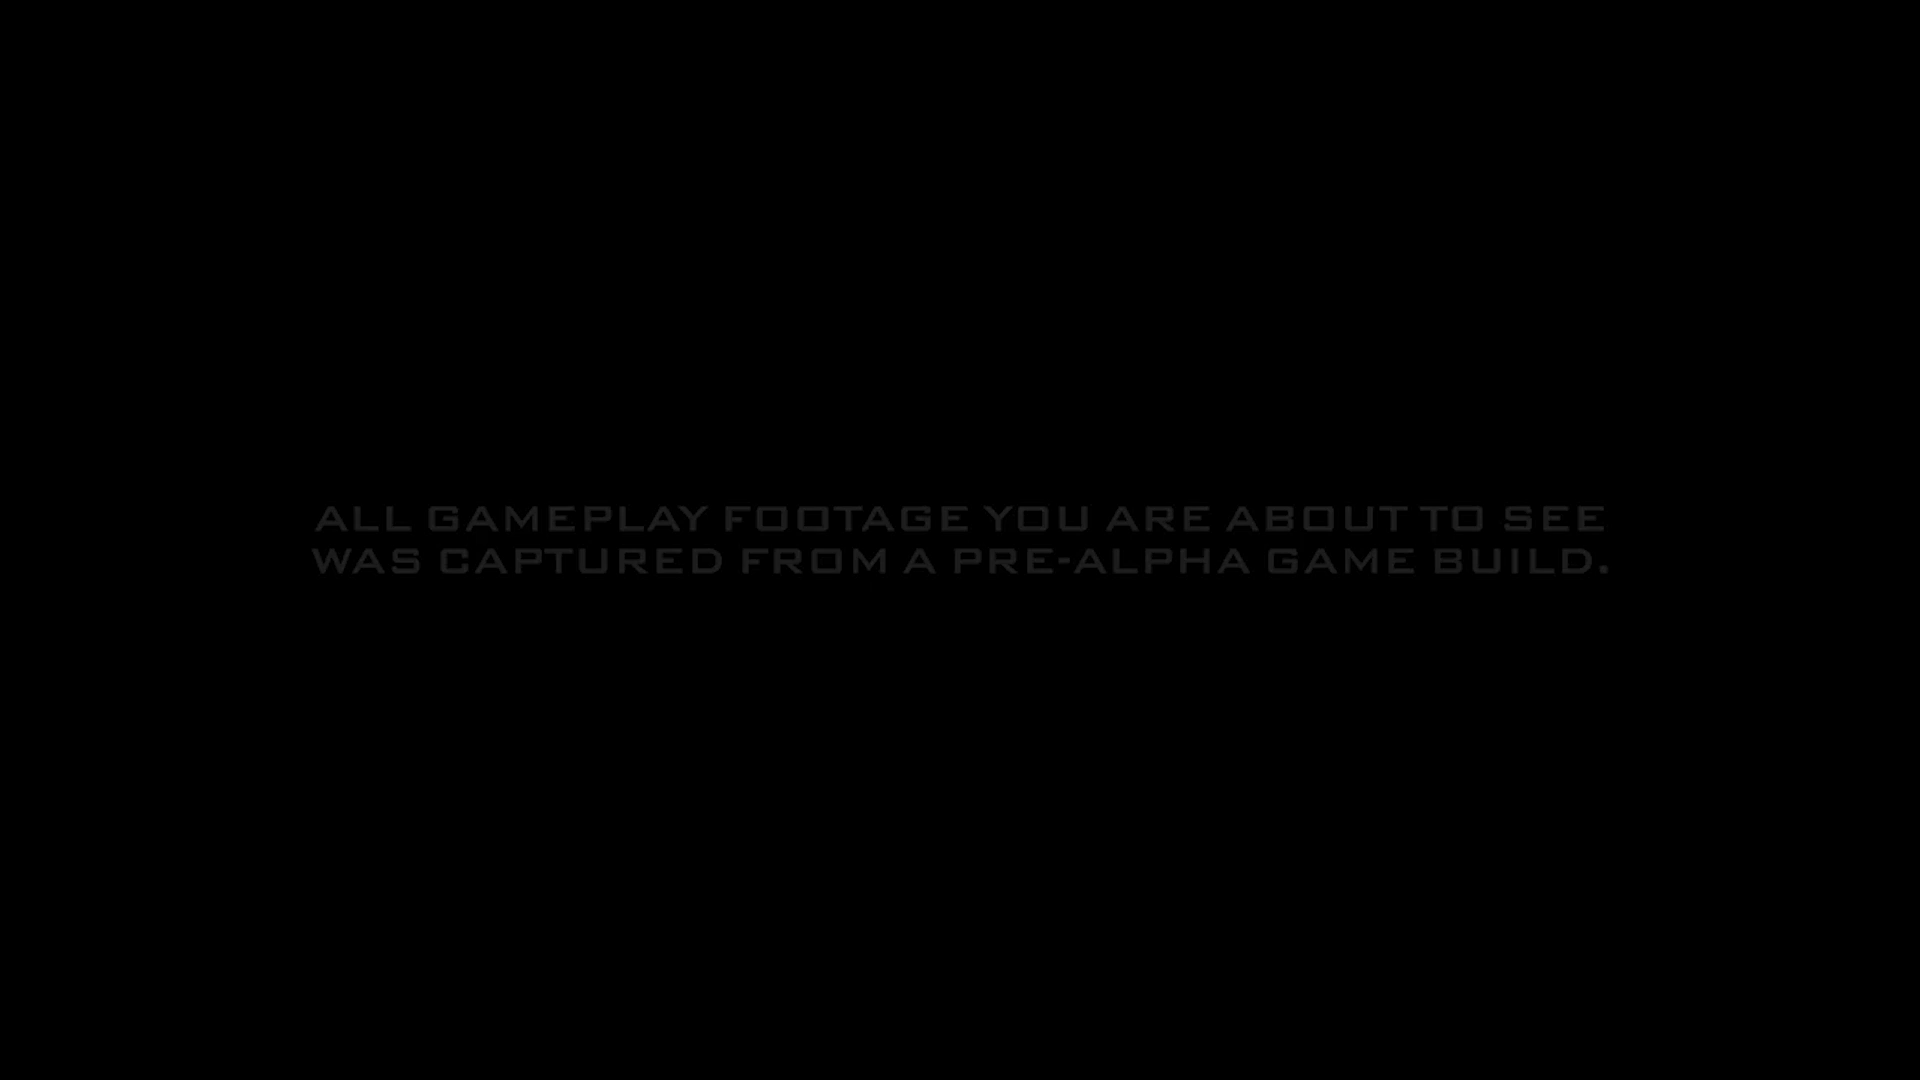 ALL GAMEPLAY FOOTAGE YOU ARE ABOUT TO SEE
WAS CAPTURED FROM A PRE-ALPHA GAME BUILD.